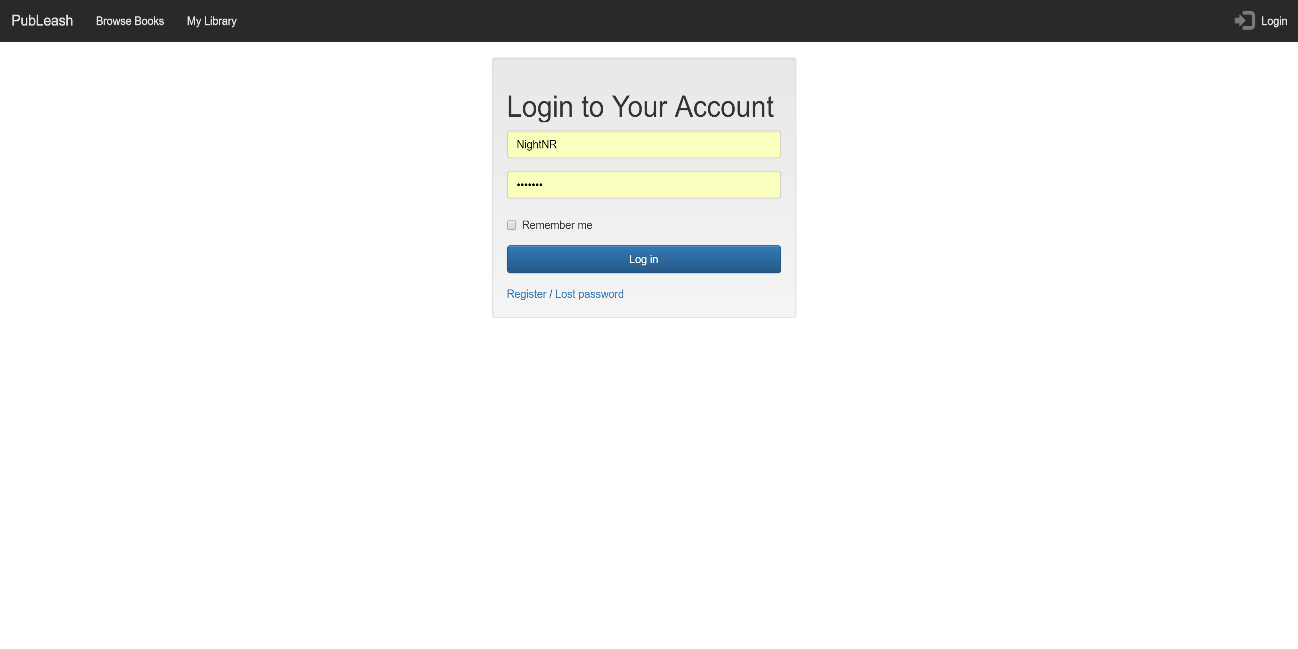 PubLeash Browse Books My Library Login
Login to Your Account
NightNR
•••••••
Remember me
Log in
Register / Lost password